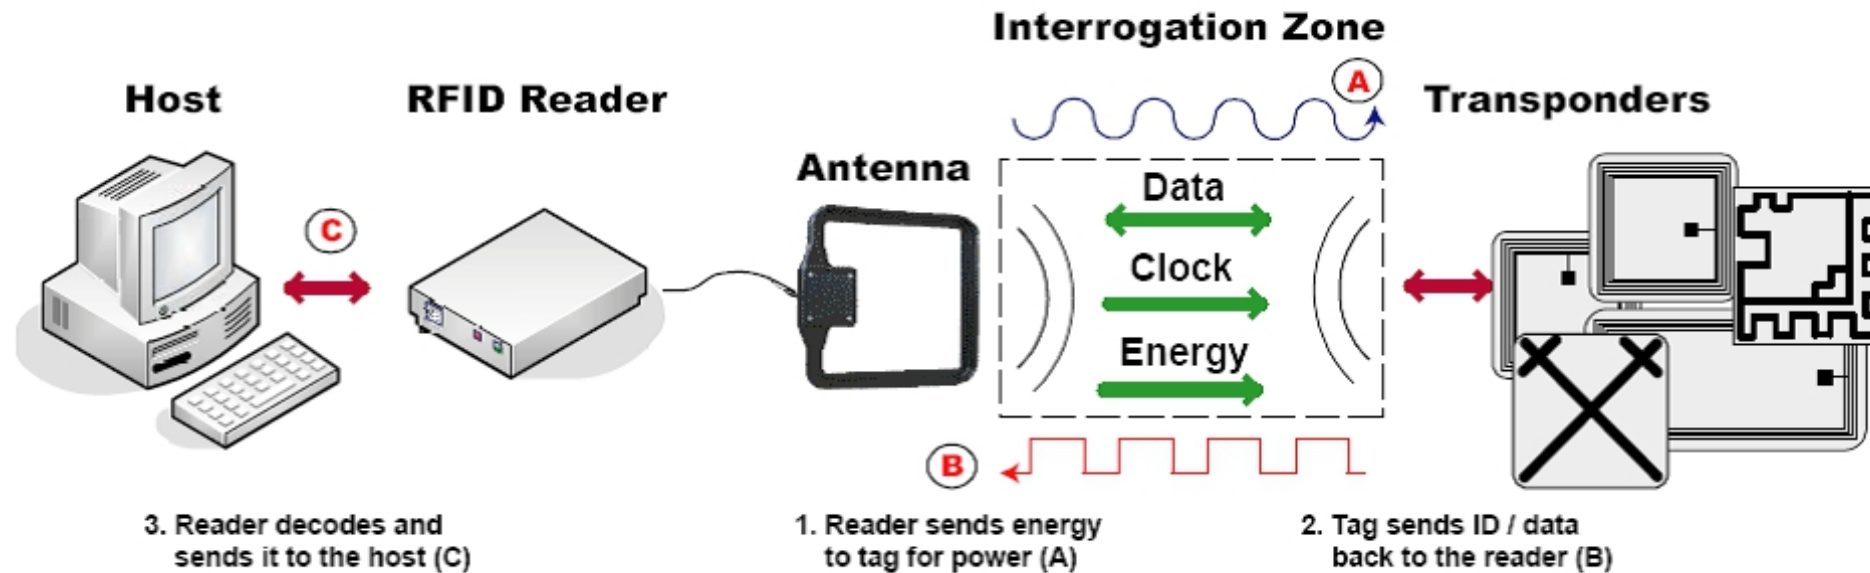 Interrogation Zone
A
Host
RFID Reader
Transponders
Antenna
Data
C
Clock
Energy
B
3. Reader decodes and
sends it to the host (C)
1. Reader sends energy
to tag for power (A)
2. Tag sends ID / data
back to the reader (B)